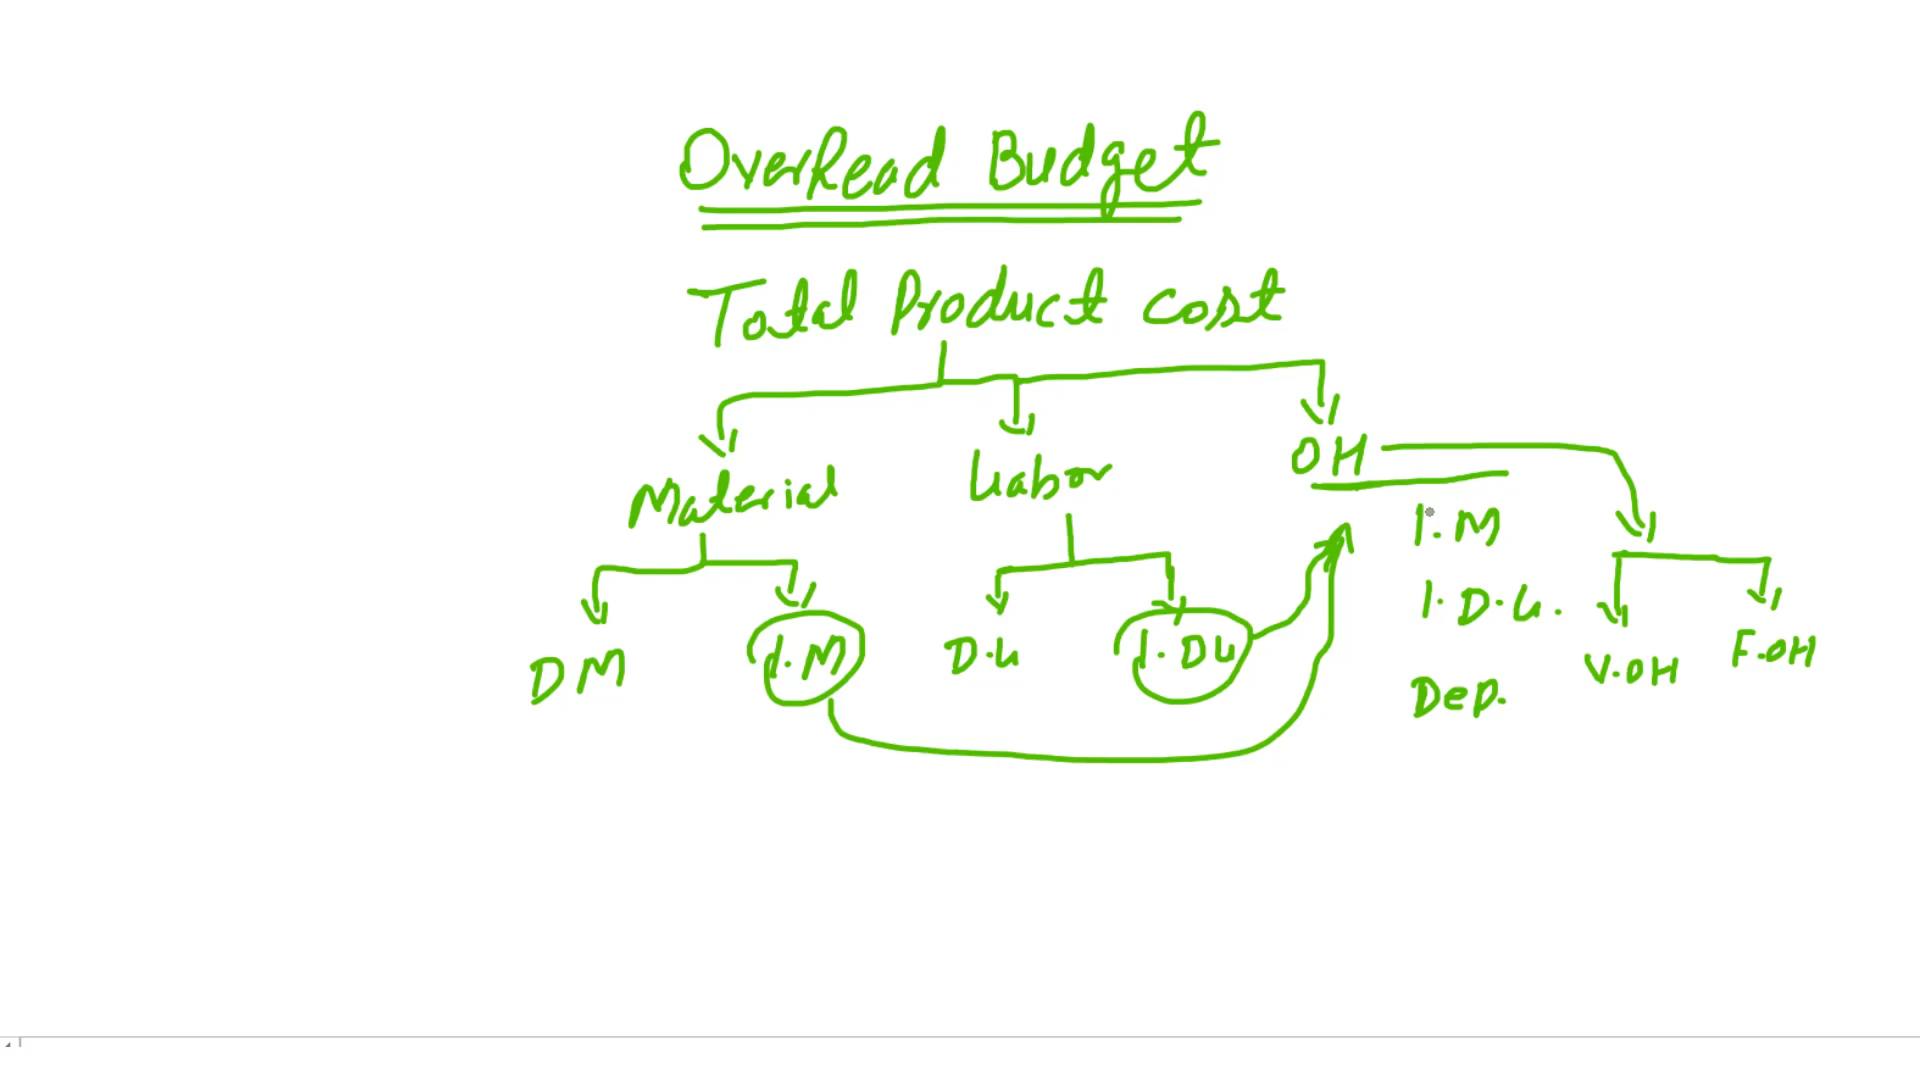 Overhead Budget
Total Product cost
Material
Labor
OH
I.M
I.D.L.
Dep.
DM
I.M
D.L
I.DL
V.OH
F.OH